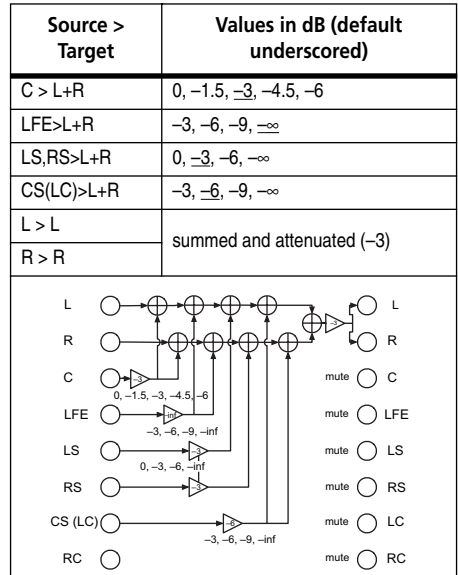 Source > Target
Values in dB (default underscored)
C > L+R
0, –1.5, –3, –4.5, –6
LFE>L+R
–3, –6, –9, –∞
LS,RS>L+R
0, –3, –6, –∞
CS(LC)>L+R
–3, –6, –9, –∞
L > L
R > R
summed and attenuated (–3)
L
–3
L
R
R
C
–3
mute
C
0, –1.5, –3, –4.5, –6
LFE
–inf
mute
LFE
–3, –6, –9, –inf
LS
–3
mute
LS
0, –3, –6, –inf
RS
–3
mute
RS
CS (LC)
–6
mute
LC
–3, –6, –9, –inf
RC
mute
RC